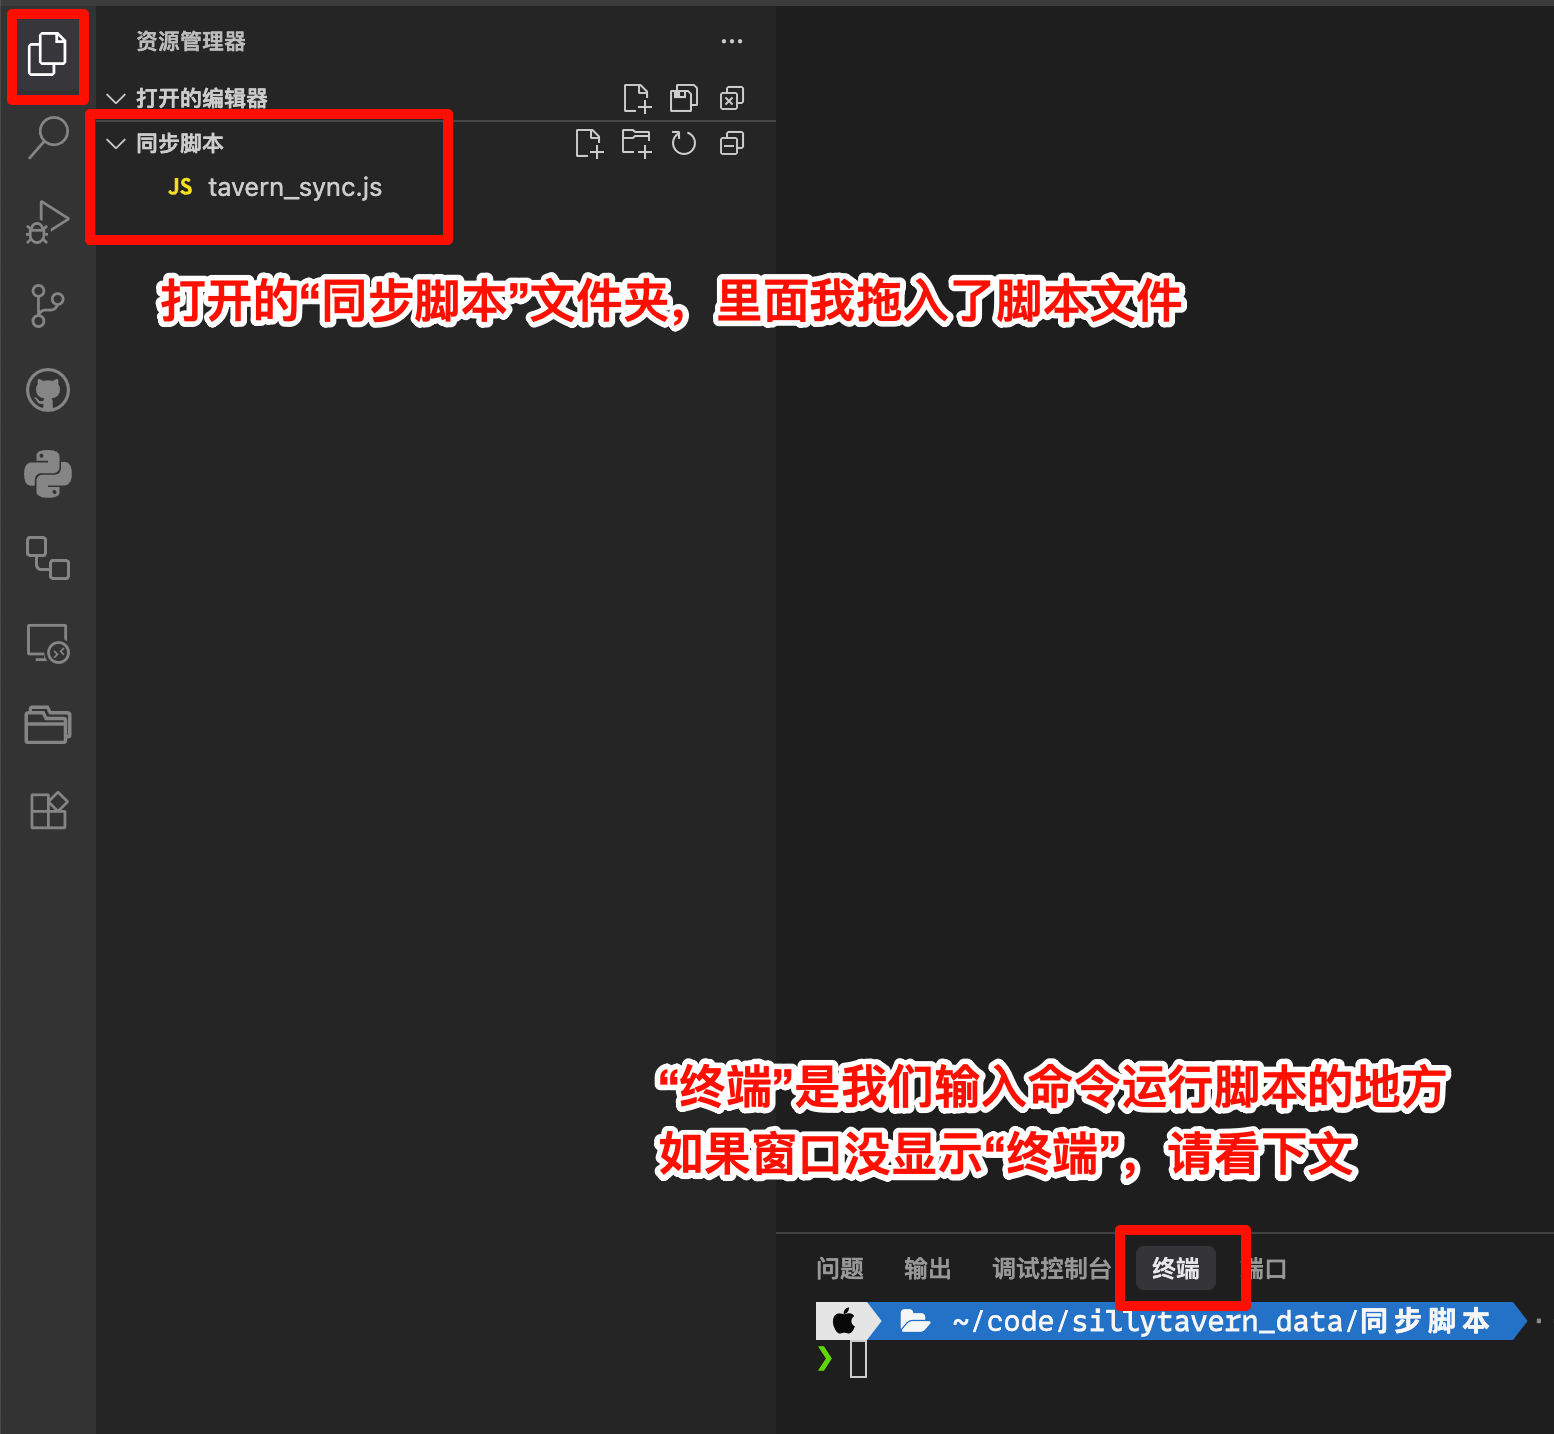 资源管理器
打开的编辑器
同步脚本
JS tavern_sync.js
打开的“同步脚本”文件夹，里面我拖入了脚本文件
“终端”是我们输入命令运行脚本的地方
如果窗口没显示“终端”，请看下文
问题 输出 调试控制台 终端 端口
~/code/sillytavern_data/同步脚本
❯